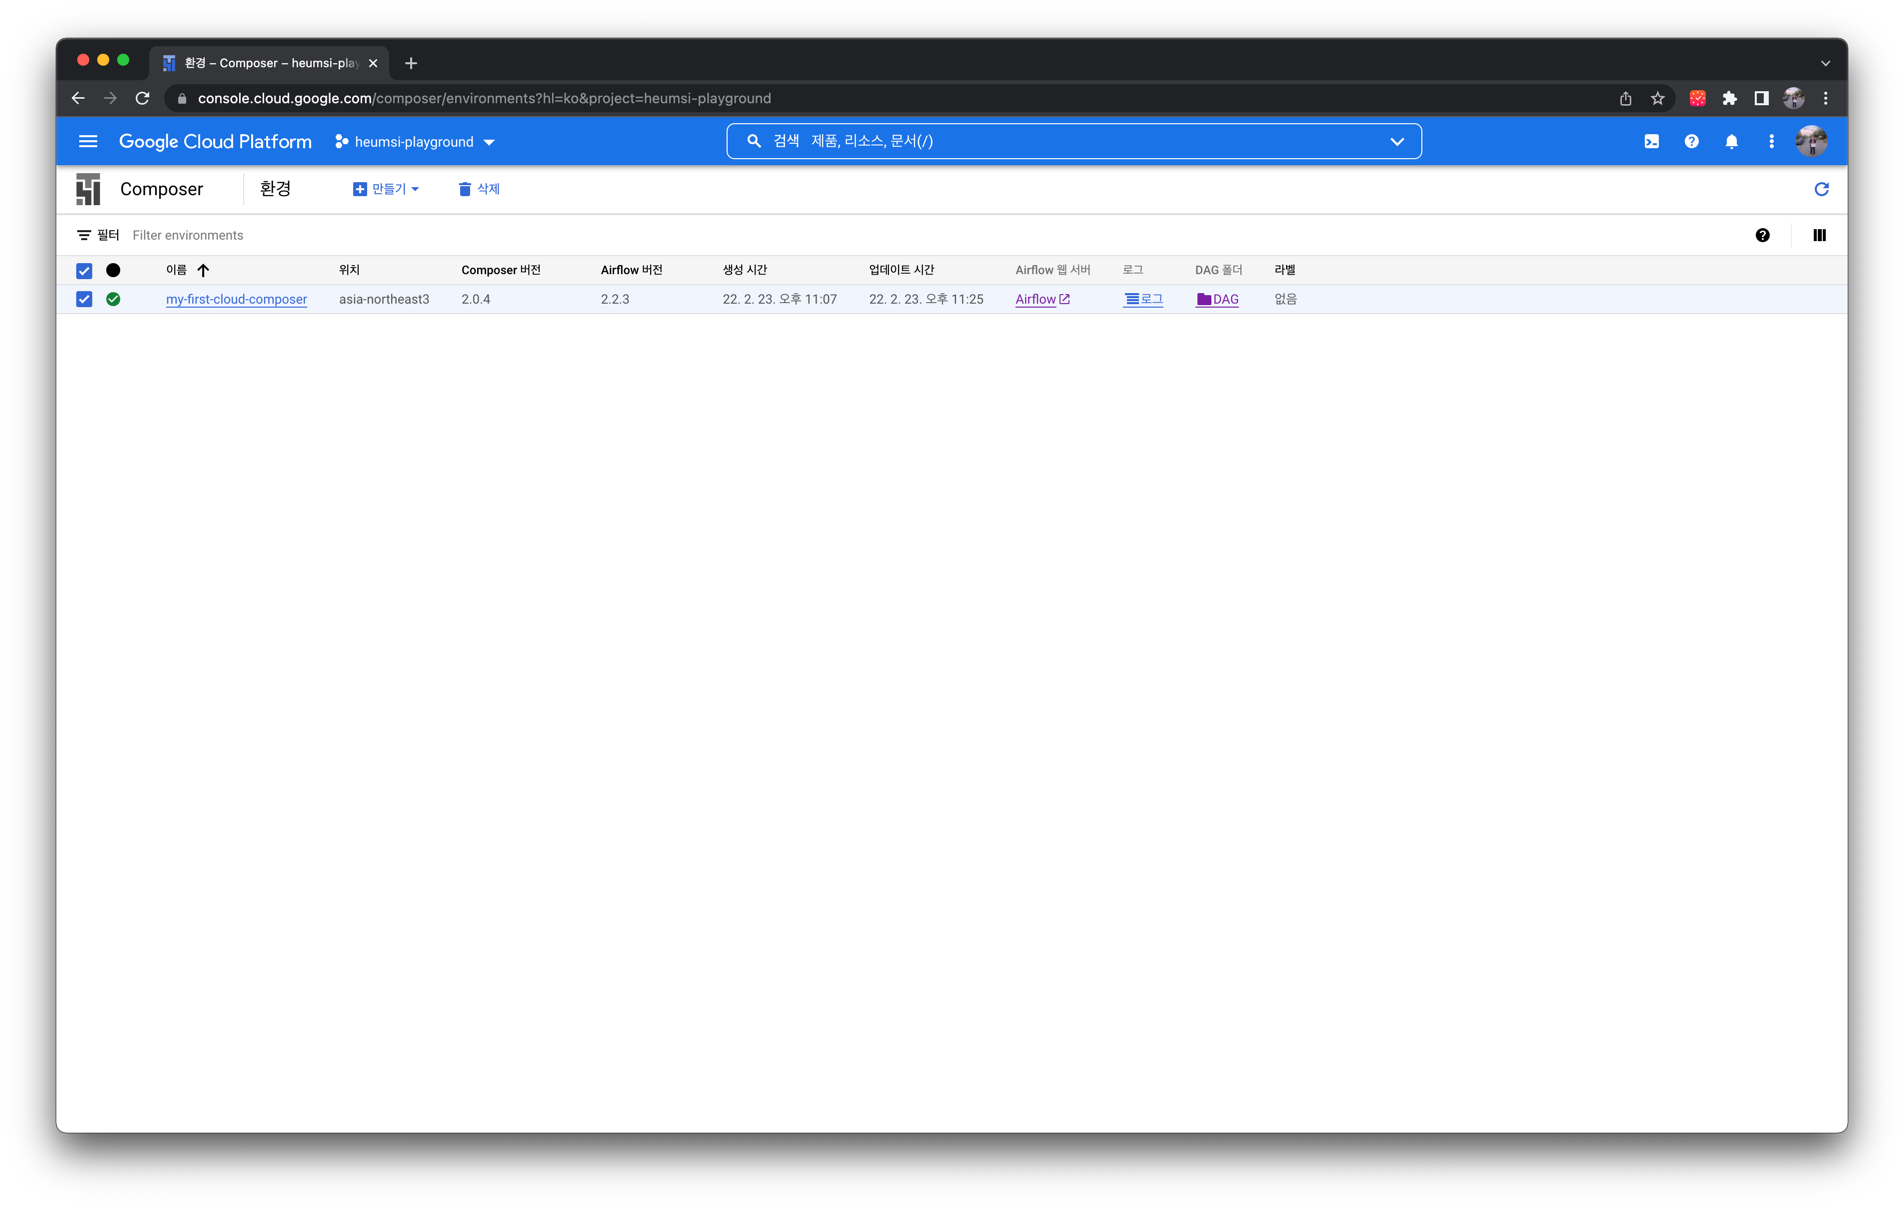 환경 – Composer – heumsi-play
console.cloud.google.com/composer/environments?hl=ko&project=heumsi-playground
Google Cloud Platform heumsi-playground 검색 제품, 리소스, 문서(/)
Composer 환경 만들기 삭제
필터 Filter environments
이름 위치 Composer 버전 Airflow 버전 생성 시간 업데이트 시간 Airflow 웹 서버 로그 DAG 폴더 라벨
my-first-cloud-composer asia-northeast3 2.0.4 2.2.3 22. 2. 23. 오후 11:07 22. 2. 23. 오후 11:25 Airflow 로그 DAG 없음